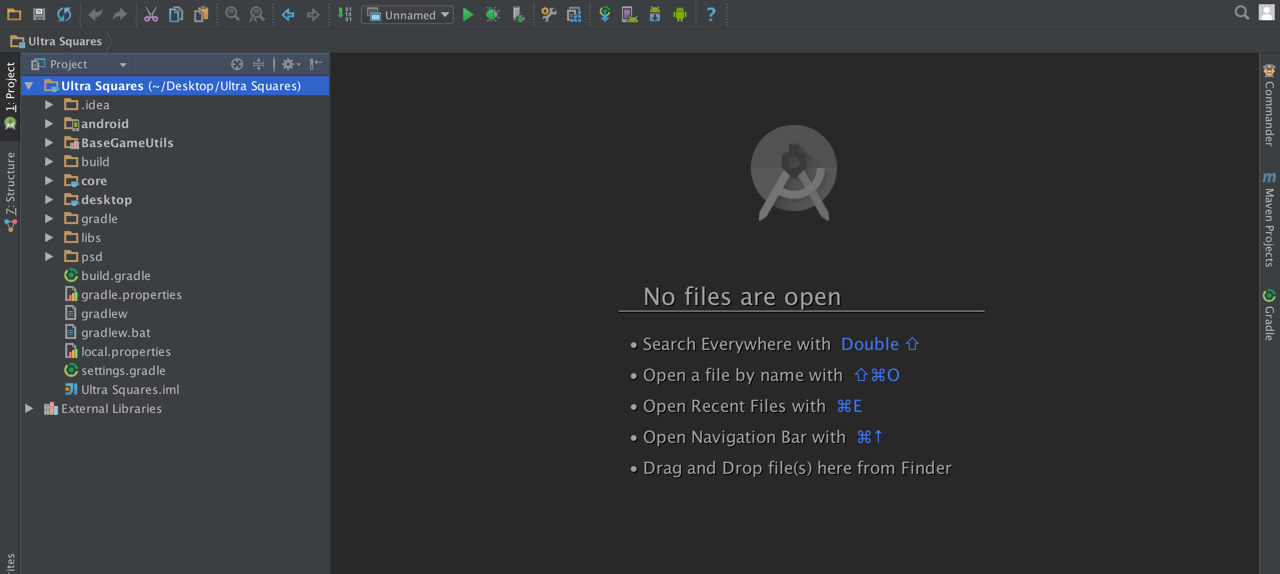 Unnamed
?
Ultra Squares
Project
Ultra Squares (~/Desktop/Ultra Squares)
.idea
android
BaseGameUtils
build
core
desktop
gradle
libs
psd
build.gradle
gradle.properties
gradlew
gradlew.bat
local.properties
settings.gradle
Ultra Squares.iml
External Libraries
1: Project
Z: Structure
No files are open
• Search Everywhere with Double ⇧
• Open a file by name with ⇧⌘O
• Open Recent Files with ⌘E
• Open Navigation Bar with ⌘↑
• Drag and Drop file(s) here from Finder
Commander
m
Maven Projects
Gradle